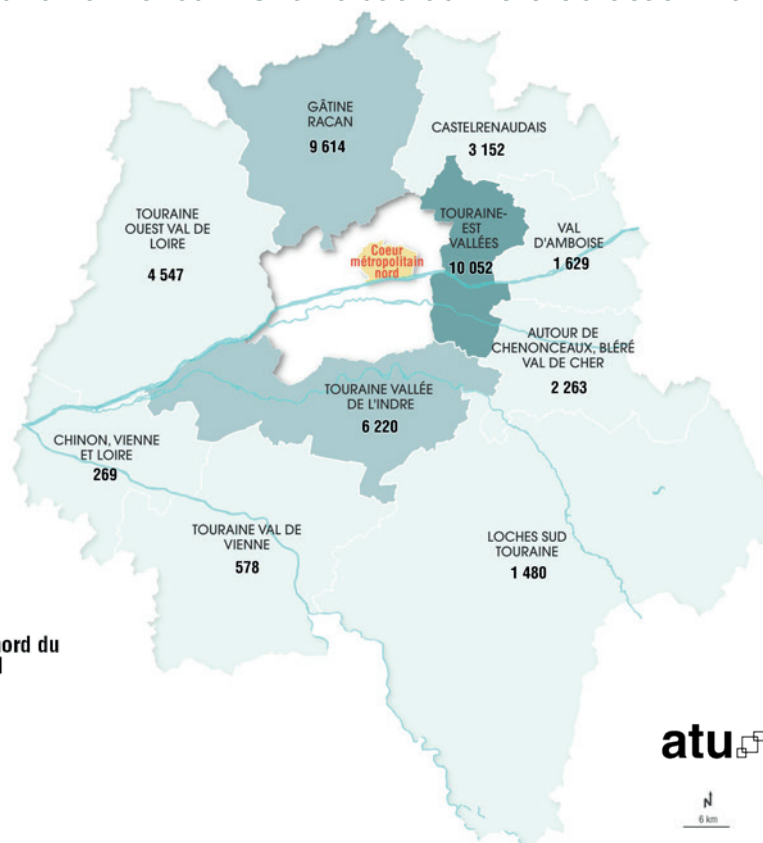 GÂTINE
RACAN
9 614
CASTELRENAUDAIS
3 152
TOURAINE
OUEST VAL DE
LOIRE
4 547
TOURAINE-
EST
VALLÉES
10 052
VAL
D'AMBOISE
1 629
Coeur
métropolitain
nord
AUTOUR DE
CHENONCEAUX, BLÉRÉ
VAL DE CHER
2 263
TOURAINE VALLÉE
DE L'INDRE
6 220
CHINON, VIENNE
ET LOIRE
269
TOURAINE VAL DE
VIENNE
578
LOCHES SUD
TOURAINE
1 480
nord du
atu
N
6 km